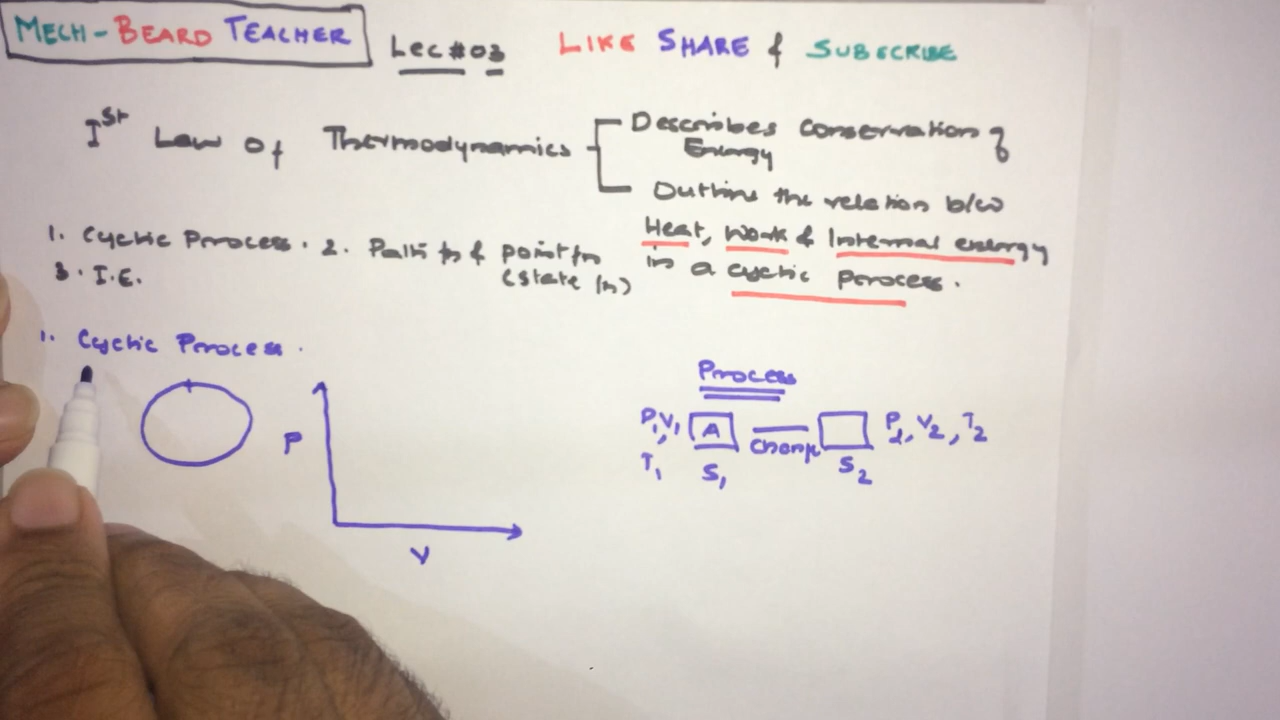 MECH-BEARD TEACHER Lec#03 LIKE SHARE & SUBSCRIBE
Ist Law Of Thermodynamics
Describes Conservation of
Energy
Outline the relation b/w
Heat, Work & Internal energy
in a cyclic process.
1. Cyclic Process. 2. Path fn & point fn
(state fn)
3. I.E.
1. Cyclic Process.
P
V
Process
P1, V1, T1
A
S1
Change
S2
P2, V2, T2